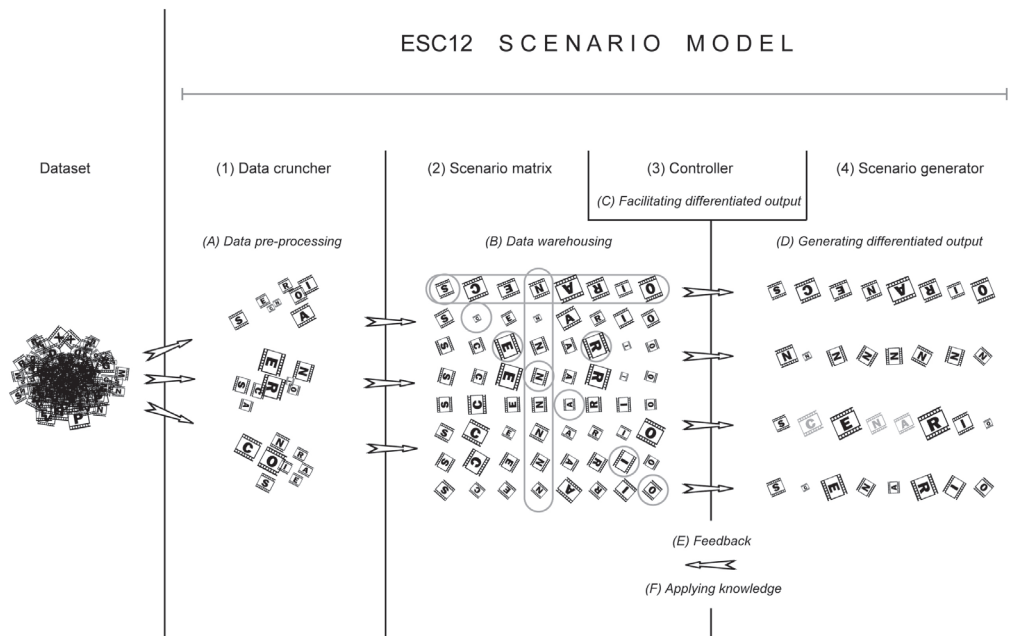 ESC12 SCENARIO MODEL
Dataset
(1) Data cruncher
(2) Scenario matrix
(3) Controller
(4) Scenario generator
(C) Facilitating differentiated output
(A) Data pre-processing
(B) Data warehousing
(D) Generating differentiated output
S C E N A R I O
S C E N A R I O
S C E N A R I O
S C E N A R I O
S C E N A R I O
S C E N A R I O
S C E N A R I O
S C E N A R I O
S C E N A R I O
N N N N N N N N
S C E N A R I O
S C E N A R I O
(E) Feedback
(F) Applying knowledge